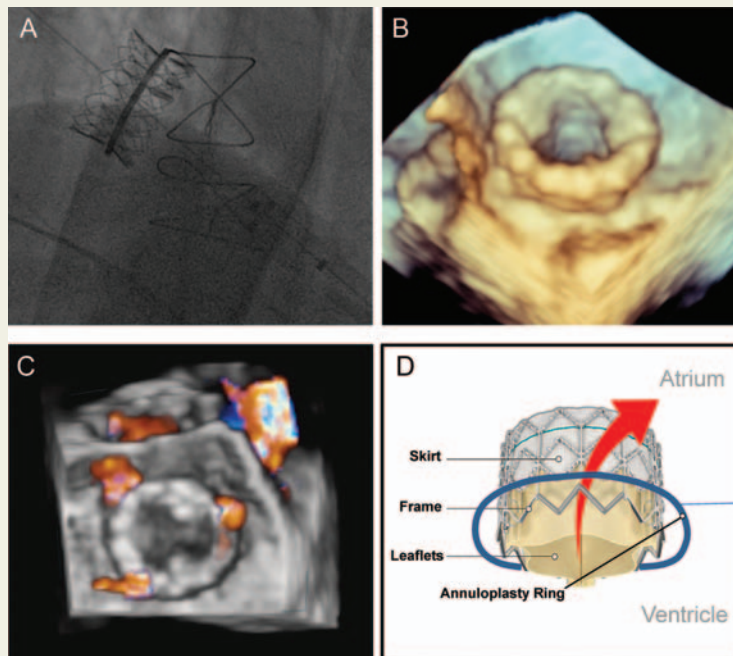 A
B
C
D
Atrium
Skirt
Frame
Leaflets
Annuloplasty Ring
Ventricle